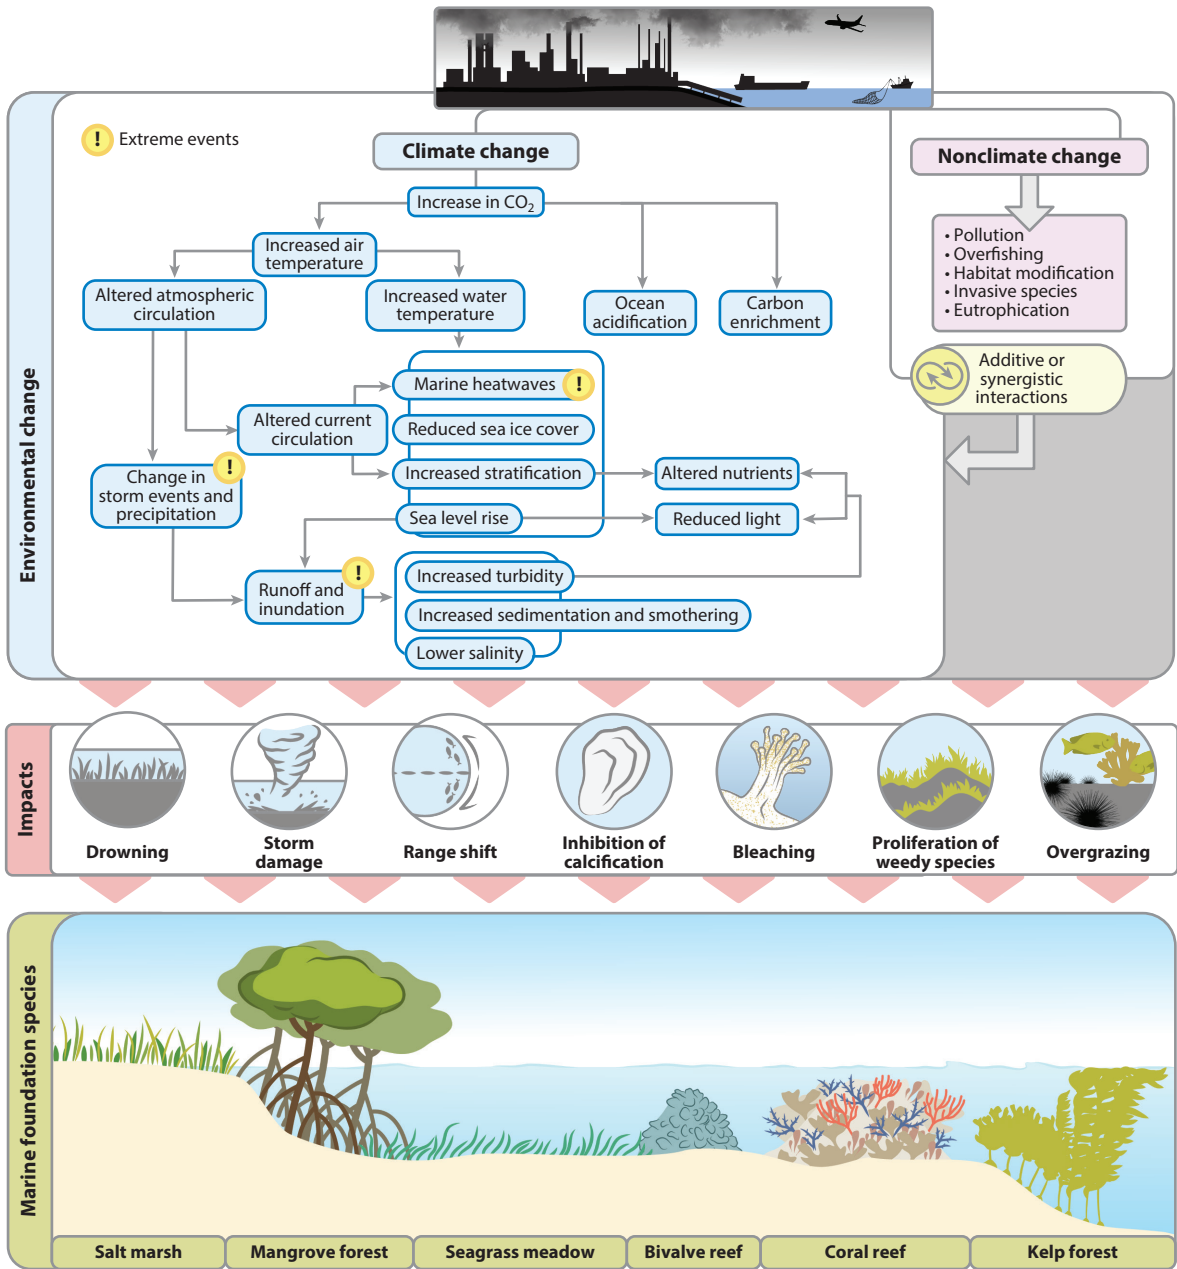 ! Extreme events
Climate change
Nonclimate change
Increase in CO₂
• Pollution
• Overfishing
• Habitat modification
• Invasive species
• Eutrophication
Increased air
temperature
Altered atmospheric
circulation
Increased water
temperature
Ocean
acidification
Carbon
enrichment
Additive or
synergistic
interactions
Marine heatwaves !
Altered current
circulation
Reduced sea ice cover
Change in
storm events and
precipitation
!
Increased stratification
Altered nutrients
Sea level rise
Reduced light
Runoff and
inundation
!
Increased turbidity
Increased sedimentation and smothering
Lower salinity
Environmental change
Impacts
Drowning
Storm
damage
Range shift
Inhibition of
calcification
Bleaching
Proliferation of
weedy species
Overgrazing
Marine foundation species
Salt marsh
Mangrove forest
Seagrass meadow
Bivalve reef
Coral reef
Kelp forest